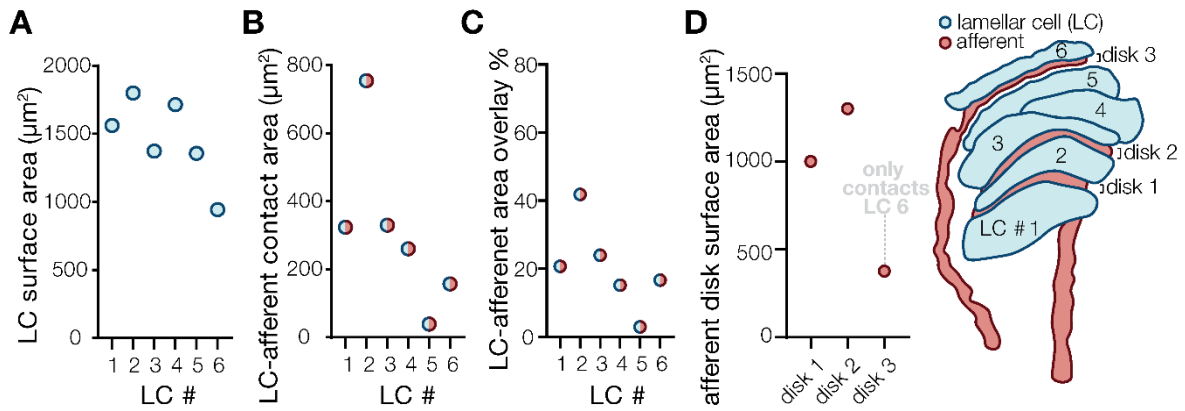 A
LC surface area (µm²)
2000
1500
1000
500
0
1 2 3 4 5 6
LC #
B
LC-afferent contact area (µm²)
800
600
400
200
0
1 2 3 4 5 6
LC #
C
LC-afferenet area overlay %
80
60
40
20
0
1 2 3 4 5 6
LC #
D
afferent disk surface area (µm²)
1500
1000
500
0
only
contacts
LC 6
disk 1
disk 2
disk 3
lamellar cell (LC)
afferent
6
disk 3
5
4
3
disk 2
2
disk 1
LC # 1